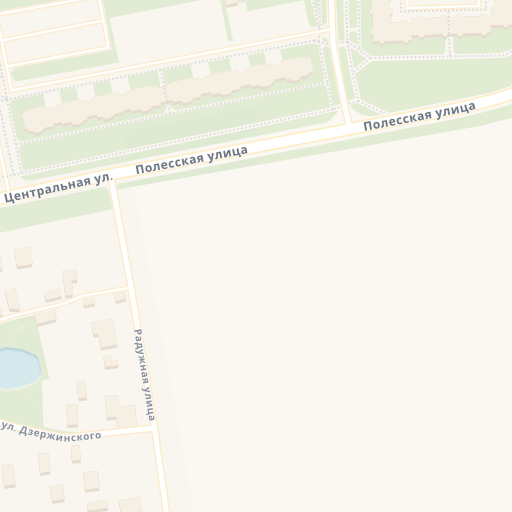 Полесская улица
Полесская улица
Центральная ул.
Радужная улица
ул. Дзержинского